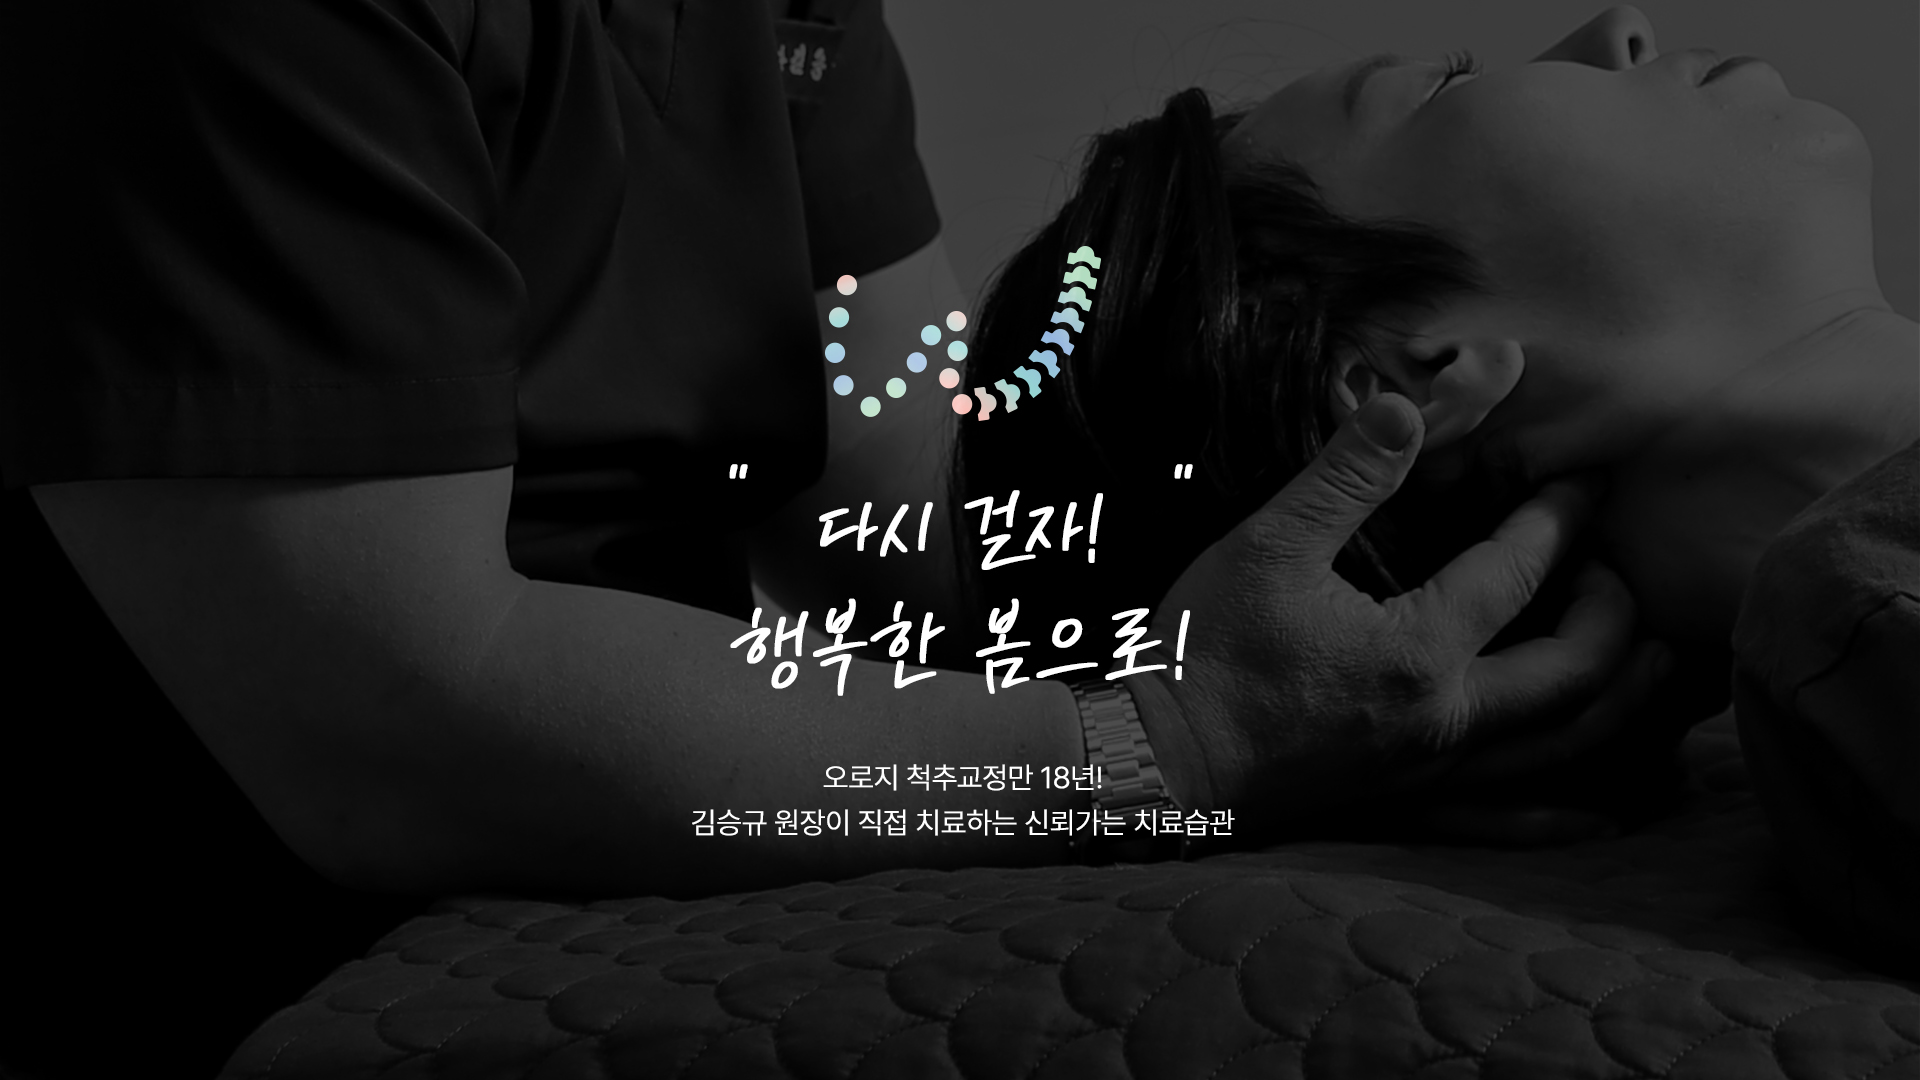 " 다시 걸자! "
행복한 봄으로!
오로지 척추교정만 18년!
김승규 원장이 직접 치료하는 신뢰가는 치료습관